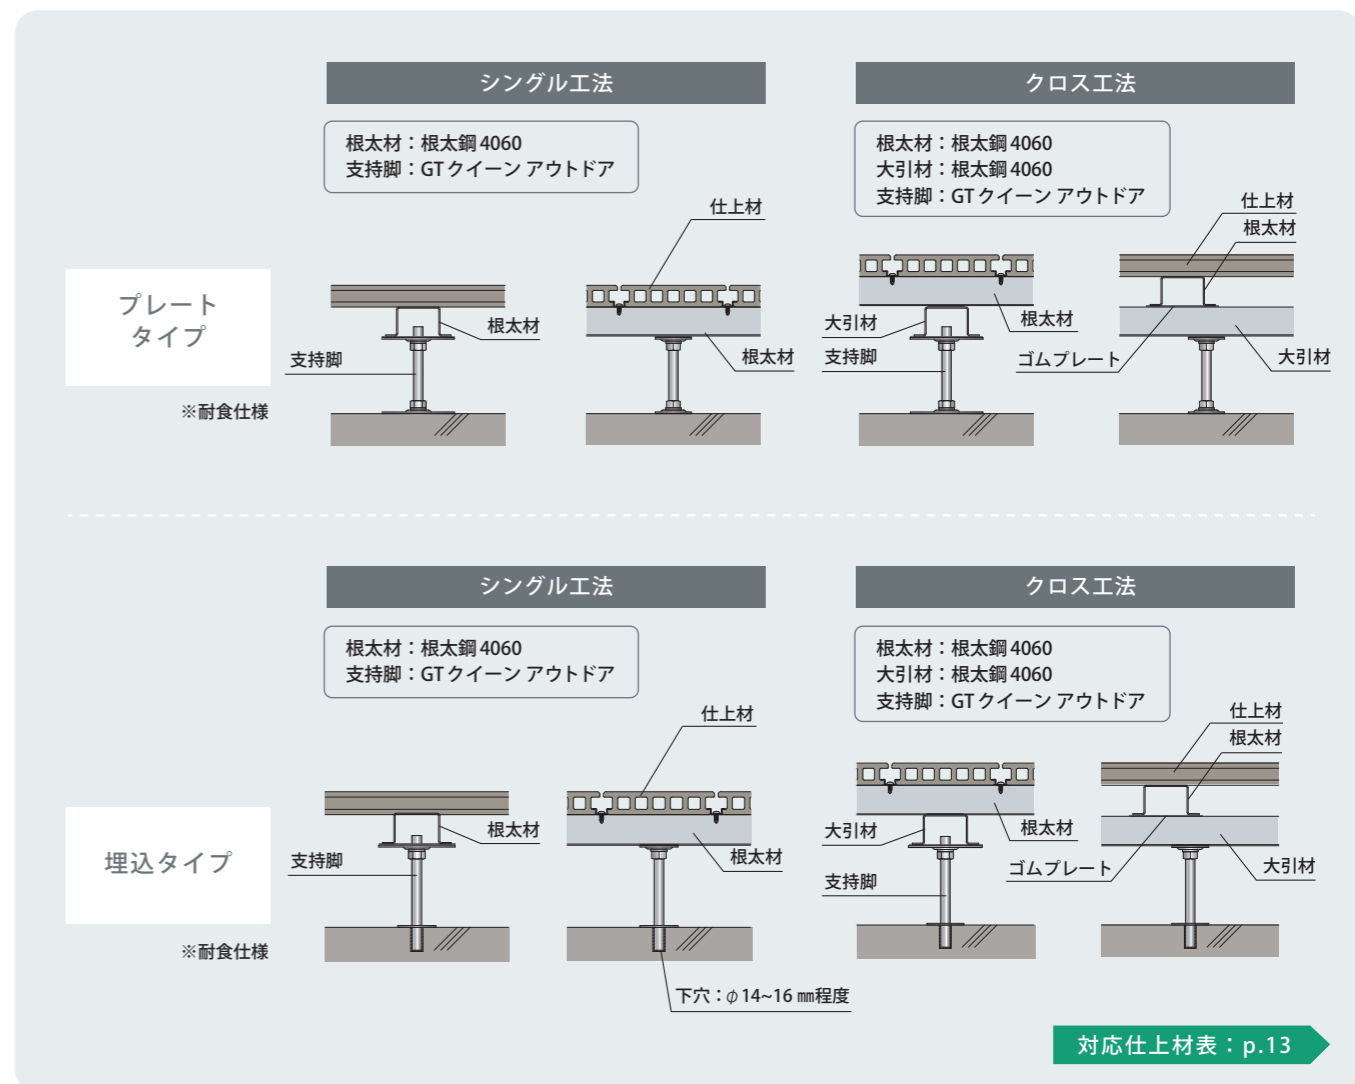 シングル工法
クロス工法
根太材：根太鋼 4060
支持脚：GTクイーン アウトドア
根太材：根太鋼 4060
大引材：根太鋼 4060
支持脚：GTクイーン アウトドア
プレート
タイプ
※耐食仕様
仕上材
根太材
支持脚
根太材
仕上材
根太材
大引材
根太材
支持脚
ゴムプレート
大引材
シングル工法
クロス工法
根太材：根太鋼 4060
支持脚：GTクイーン アウトドア
根太材：根太鋼 4060
大引材：根太鋼 4060
支持脚：GTクイーン アウトドア
埋込タイプ
※耐食仕様
仕上材
根太材
支持脚
根太材
下穴：φ14~16 ㎜程度
仕上材
根太材
大引材
根太材
支持脚
ゴムプレート
大引材
対応仕上材表：p.13